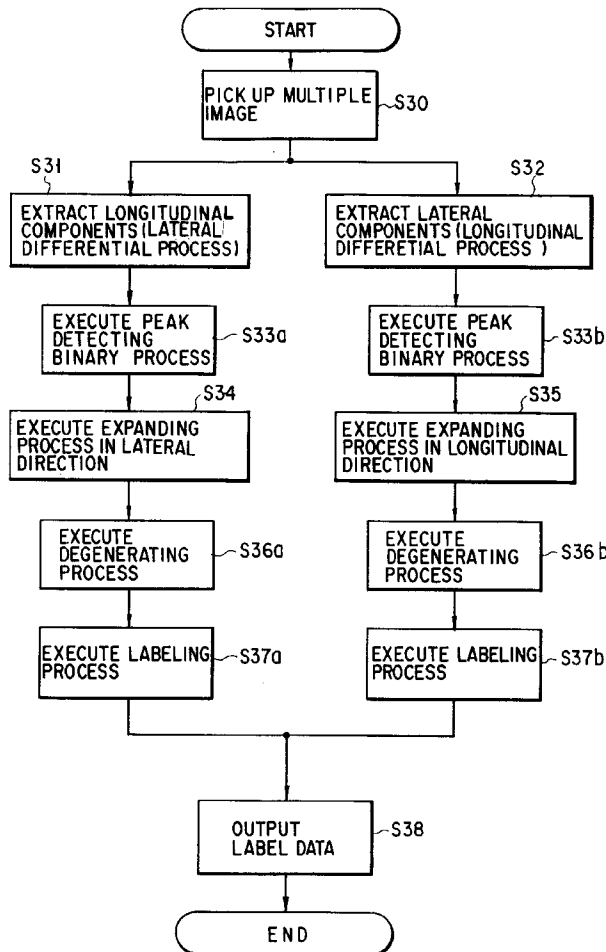 START
PICK UP MULTIPLE
IMAGE
S30
S31
EXTRACT LONGITUDINAL
COMPONENTS (LATERAL
DIFFERENTIAL PROCESS)
S32
EXTRACT LATERAL
COMPONENTS (LONGITUDINAL
DIFFERETIAL PROCESS )
EXECUTE PEAK
DETECTING
BINARY PROCESS
S33a
EXECUTE PEAK
DETECTING
BINARY PROCESS
S33b
S34
EXECUTE EXPANDING
PROCESS IN LATERAL
DIRECTION
S35
EXECUTE EXPANDING
PROCESS IN LONGITUDINAL
DIRECTION
EXECUTE
DEGENERATING
PROCESS
S36a
EXECUTE
DEGENERATING
PROCESS
S36b
EXECUTE LABELING
PROCESS
S37a
EXECUTE LABELING
PROCESS
S37b
OUTPUT
LABEL DATA
S38
END